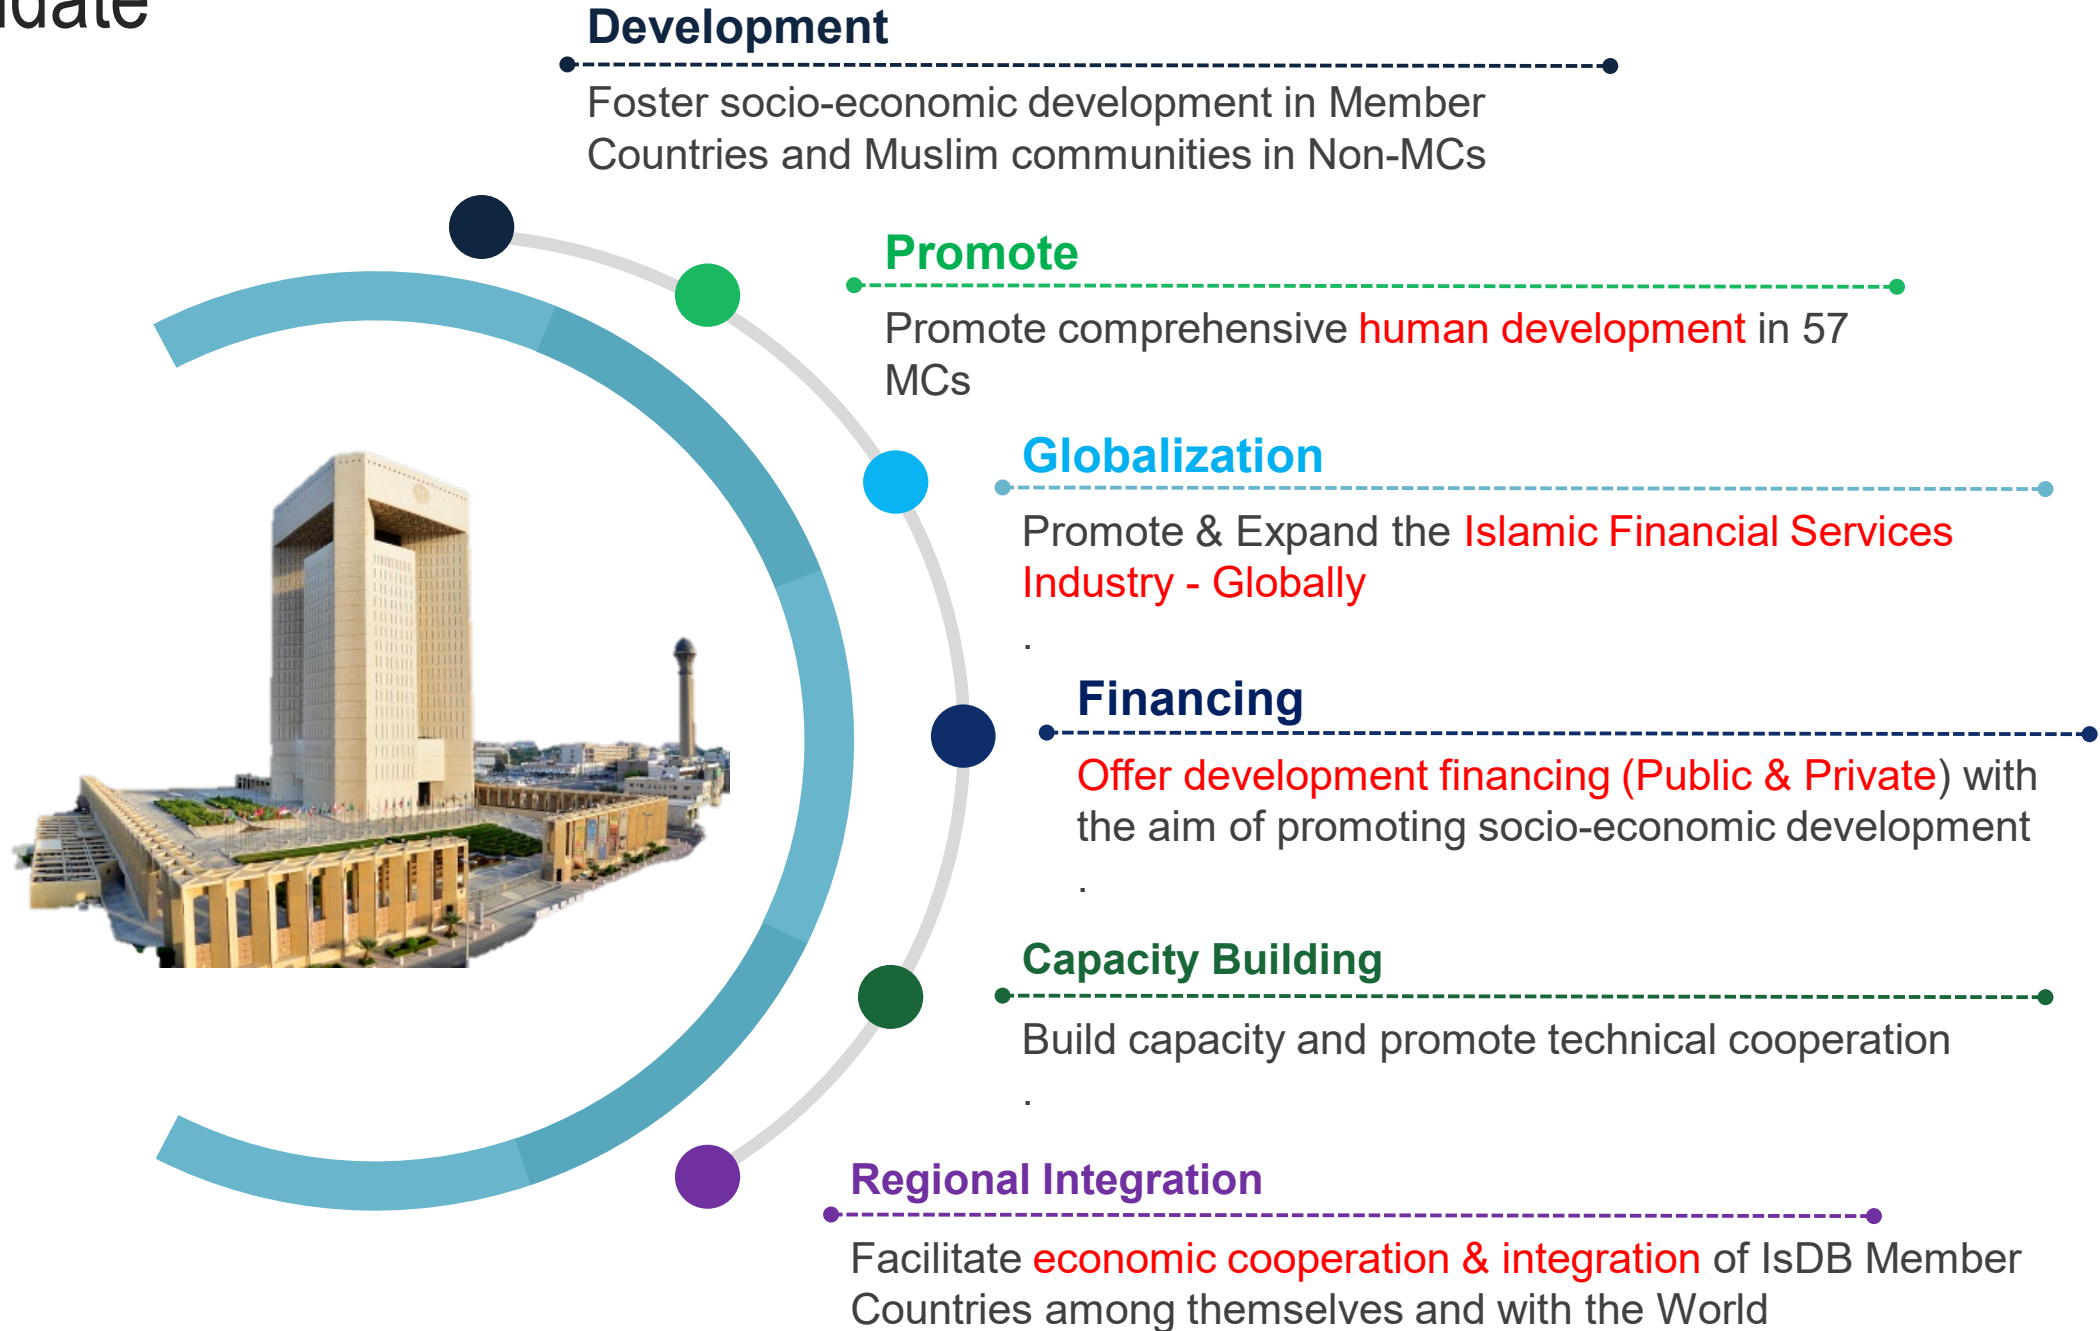 Development
Foster socio-economic development in Member
Countries and Muslim communities in Non-MCs
Promote
Promote comprehensive human development in 57
MCs
Globalization
Promote & Expand the Islamic Financial Services
Industry - Globally
.
Financing
Offer development financing (Public & Private) with
the aim of promoting socio-economic development
.
Capacity Building
Build capacity and promote technical cooperation
.
Regional Integration
Facilitate economic cooperation & integration of IsDB Member
Countries among themselves and with the World